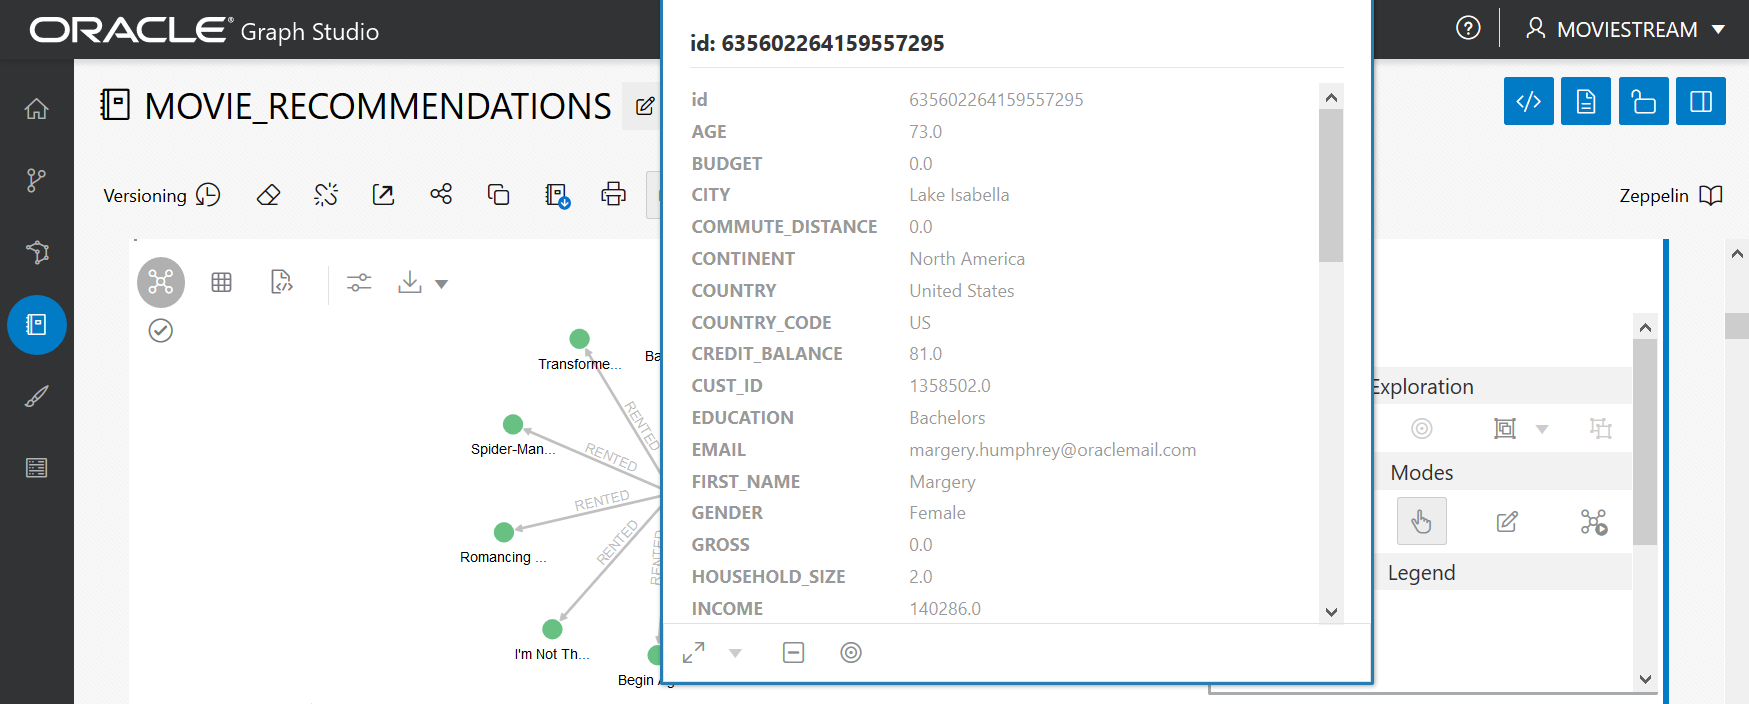 ORACLE® Graph Studio
MOVIESTREAM
MOVIE_RECOMMENDATIONS
Versioning
Zeppelin
id: 635602264159557295
id 635602264159557295
AGE 73.0
BUDGET 0.0
CITY Lake Isabella
COMMUTE_DISTANCE 0.0
CONTINENT North America
COUNTRY United States
COUNTRY_CODE US
CREDIT_BALANCE 81.0
CUST_ID 1358502.0
EDUCATION Bachelors
EMAIL margery.humphrey@oraclemail.com
FIRST_NAME Margery
GENDER Female
GROSS 0.0
HOUSEHOLD_SIZE 2.0
INCOME 140286.0
Transforme...
Ba
RENTED
Spider-Man...
RENTED
RENTED
Romancing ...
RENTED
RENTED
I'm Not Th...
Begin
Exploration
Modes
Legend